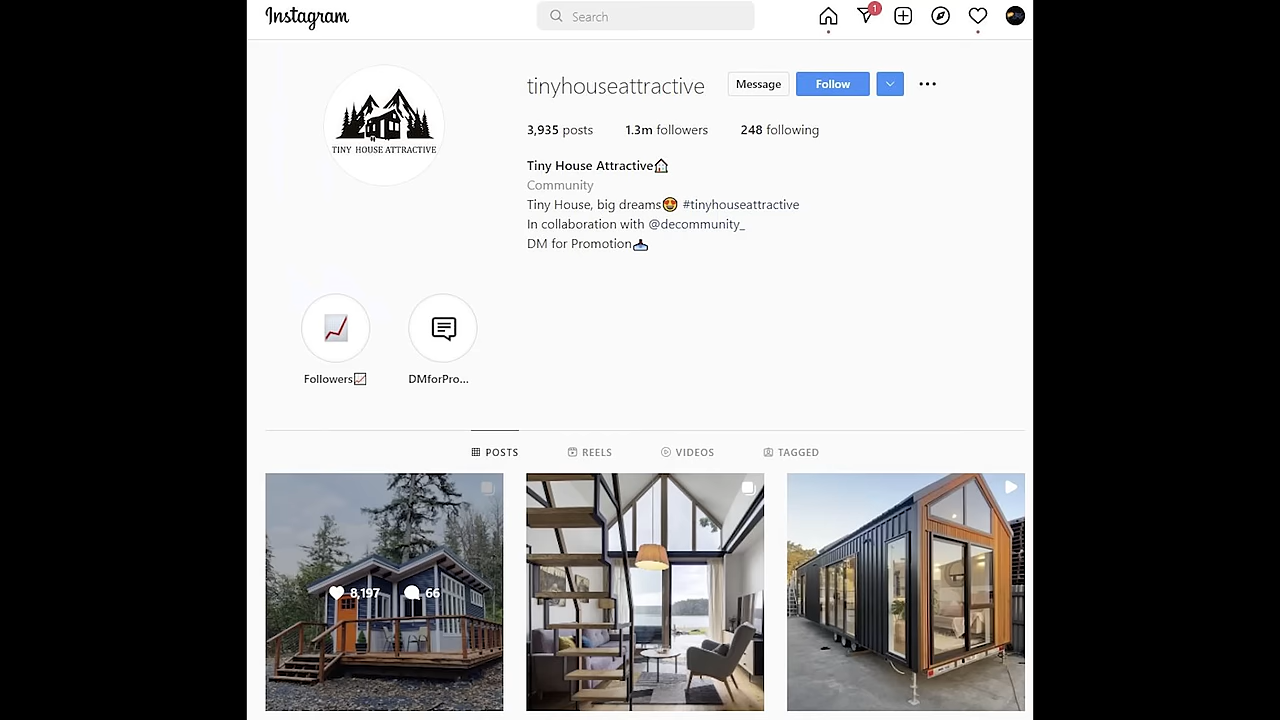 Instagram
Search
1
tinyhouseattractive
Message
Follow
3,935 posts 1.3m followers 248 following
TINY HOUSE ATTRACTIVE
Tiny House Attractive🏠
Community
Tiny House, big dreams😍 #tinyhouseattractive
In collaboration with @decommunity_
DM for Promotion📥
Followers📈 DMforPro...
POSTS REELS VIDEOS TAGGED
8,197 66